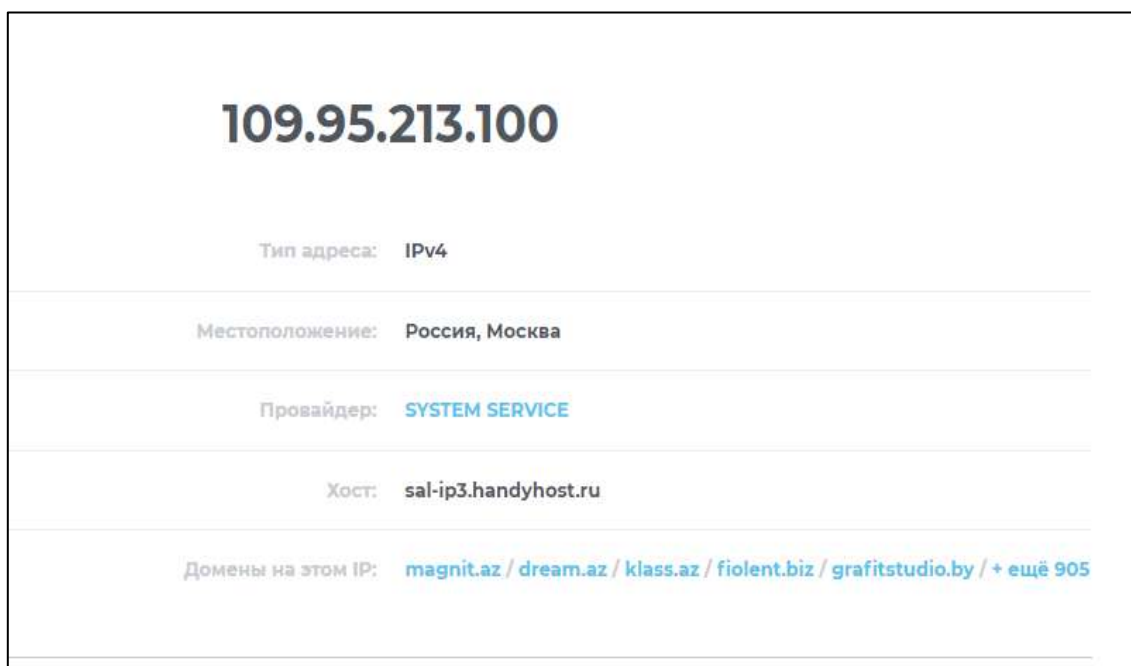 109.95.213.100
Тип адреса: IPv4
Местоположение: Россия, Москва
Провайдер: SYSTEM SERVICE
Хост: sal-ip3.handyhost.ru
Домены на этом IP: magnit.az / dream.az / klass.az / fiolent.biz / grafitstudio.by / + ещё 905